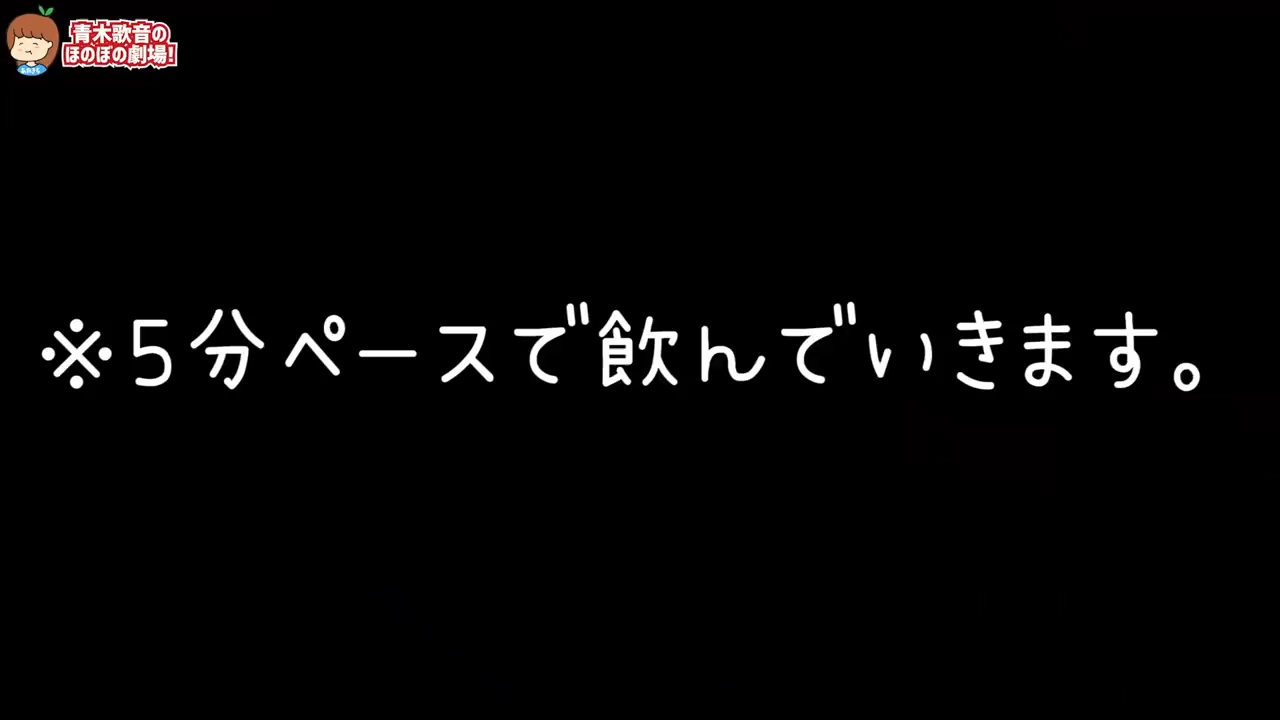 青木歌音の
ほのぼの劇場!
※5分ペースで飲んでいきます。